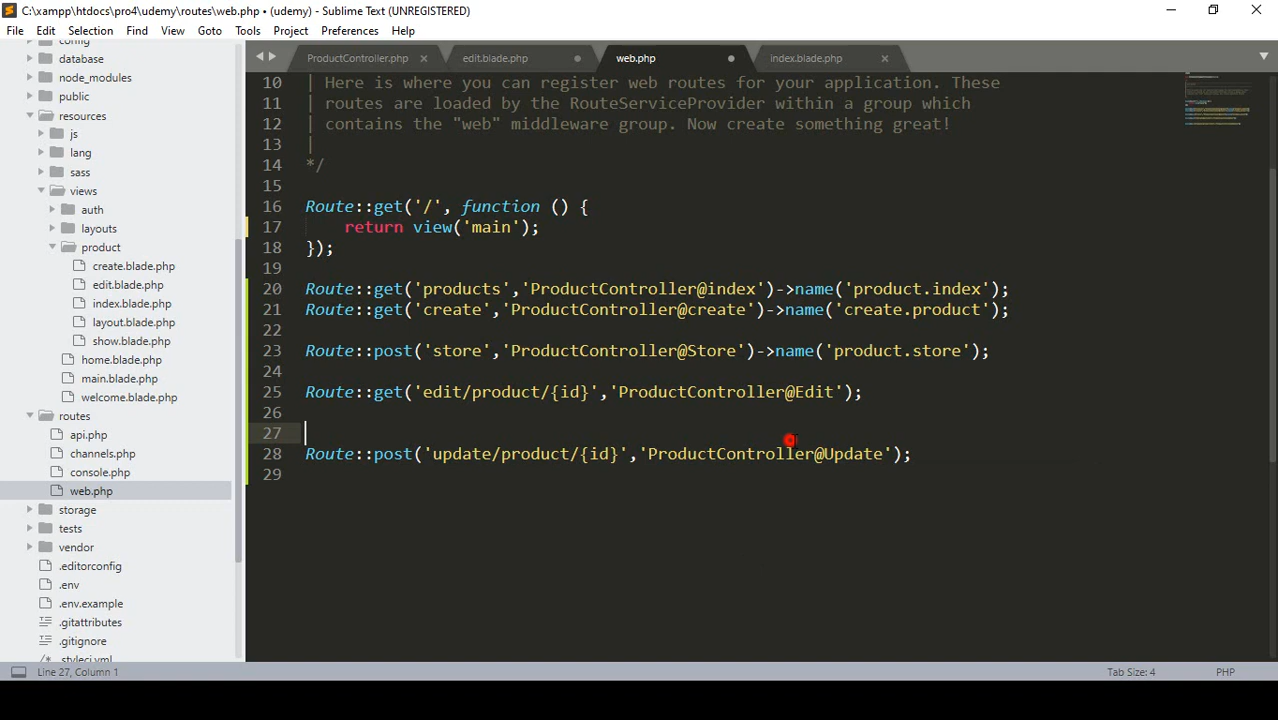 C:\xampp\htdocs\pro4\udemy\routes\web.php • (udemy) - Sublime Text (UNREGISTERED)
File Edit Selection Find View Goto Tools Project Preferences Help
ProductController.php edit.blade.php web.php index.blade.php
config
database
node_modules
public
resources
js
lang
sass
views
auth
layouts
product
create.blade.php
edit.blade.php
index.blade.php
layout.blade.php
show.blade.php
home.blade.php
main.blade.php
welcome.blade.php
routes
api.php
channels.php
console.php
web.php
storage
tests
vendor
.editorconfig
.env
.env.example
.gitattributes
.gitignore
.styleci.yml
10 | Here is where you can register web routes for your application. These
11 | routes are loaded by the RouteServiceProvider within a group which
12 | contains the "web" middleware group. Now create something great!
13 |
14 */
15
16 Route::get('/', function () {
17 return view('main');
18 });
19
20 Route::get('products','ProductController@index')->name('product.index');
21 Route::get('create','ProductController@create')->name('create.product');
22
23 Route::post('store','ProductController@Store')->name('product.store');
24
25 Route::get('edit/product/{id}','ProductController@Edit');
26
27
28 Route::post('update/product/{id}','ProductController@Update');
29
Line 27, Column 1 Tab Size: 4 PHP